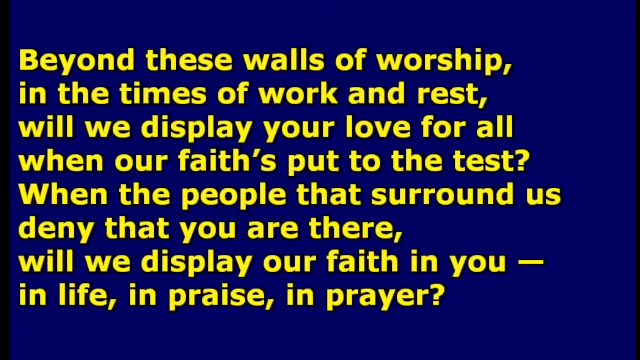 Beyond these walls of worship,
in the times of work and rest,
will we display your love for all
when our faith’s put to the test?
When the people that surround us
deny that you are there,
will we display our faith in you —
in life, in praise, in prayer?